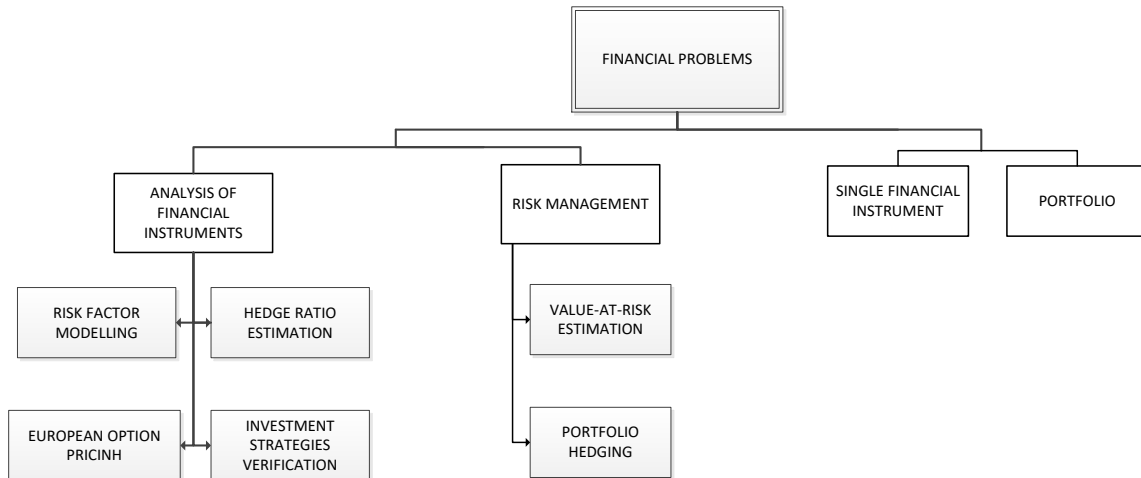 FINANCIAL PROBLEMS
ANALYSIS OF
FINANCIAL
INSTRUMENTS
RISK MANAGEMENT
SINGLE FINANCIAL
INSTRUMENT
PORTFOLIO
RISK FACTOR
MODELLING
HEDGE RATIO
ESTIMATION
VALUE-AT-RISK
ESTIMATION
EUROPEAN OPTION
PRICINH
INVESTMENT
STRATEGIES
VERIFICATION
PORTFOLIO
HEDGING